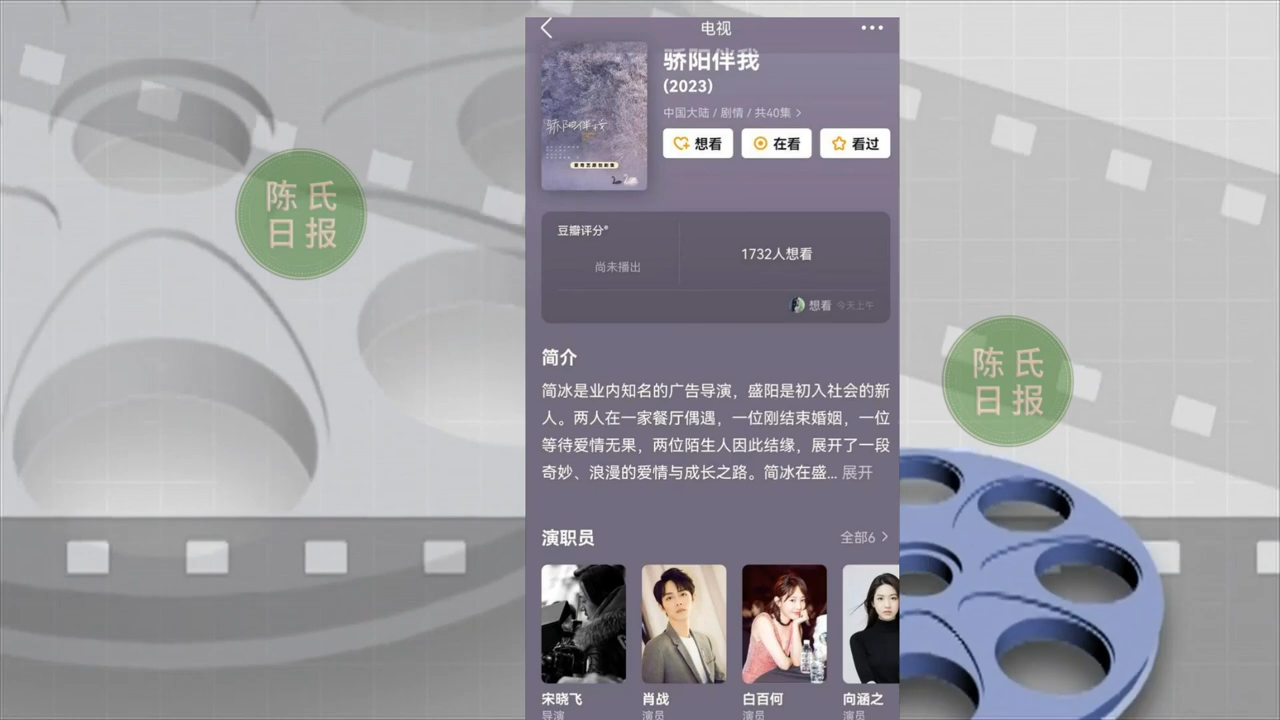 电视
骄阳伴我
(2023)
中国大陆 / 剧情 / 共40集 >
想看
在看
看过
骄阳伴我
豆瓣评分
尚未播出
1732人想看
想看 今天上午
简介
简冰是业内知名的广告导演，盛阳是初入社会的新
人。两人在一家餐厅偶遇，一位刚结束婚姻，一位
等待爱情无果，两位陌生人因此结缘，展开了一段
奇妙、浪漫的爱情与成长之路。简冰在盛... 展开
演职员
全部6 >
宋晓飞
导演
肖战
演员
白百何
演员
向涵之
演员
陈氏
日报
陈氏
日报